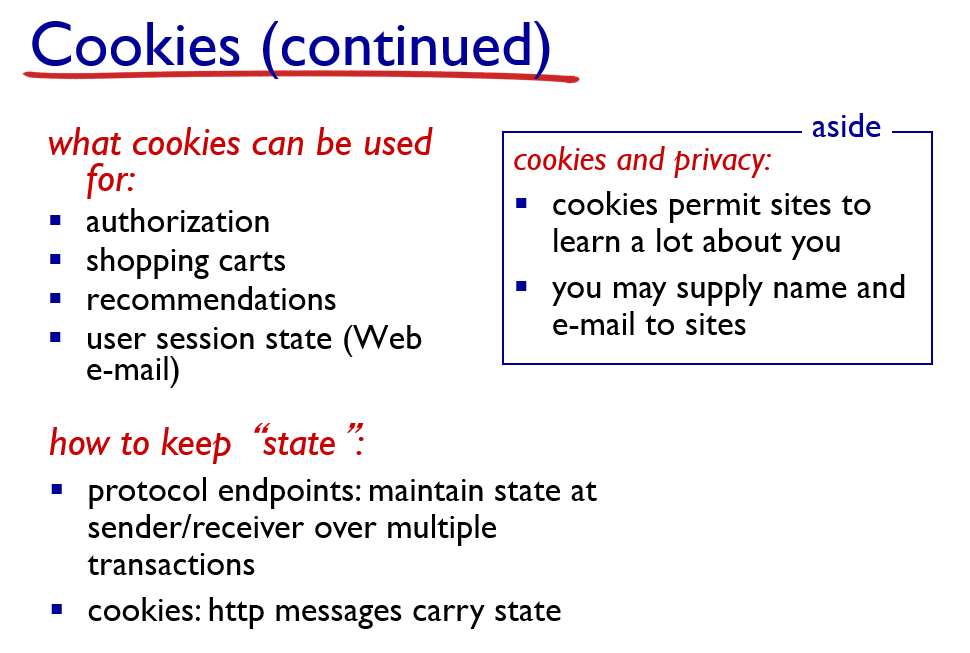 Cookies (continued)
what cookies can be used
for:
▪ authorization
▪ shopping carts
▪ recommendations
▪ user session state (Web
e-mail)
aside
cookies and privacy:
▪ cookies permit sites to
learn a lot about you
▪ you may supply name and
e-mail to sites
how to keep “state”:
▪ protocol endpoints: maintain state at
sender/receiver over multiple
transactions
▪ cookies: http messages carry state